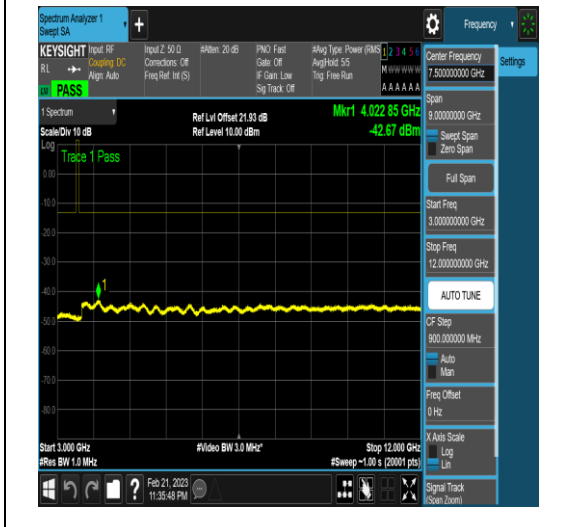 Spectrum Analyzer 1
Swept SA
Frequency
KEYSIGHT
RL
Input: RF
Coupling: DC
Align: Auto
Input Z: 50 Ω
Corrections: Off
Freq Ref: Int (S)
#Atten: 20 dB
PNO: Fast
Gate: Off
IF Gain: Low
Sig Track: Off
#Avg Type: Power (RMS
Avg|Hold: 5/5
Trig: Free Run
1 2 3 4 5 6
M W W W W W
A A A A A A
PASS
1 Spectrum
Scale/Div 10 dB
Ref Lvl Offset 21.93 dB
Ref Level 10.00 dBm
Mkr1 4.022 85 GHz
-42.67 dBm
Log
Trace 1 Pass
0.00
-10.0
-20.0
-30.0
-40.0
-50.0
-60.0
-70.0
-80.0
1
Start 3.000 GHz
#Res BW 1.0 MHz
#Video BW 3.0 MHz*
Stop 12.000 GHz
#Sweep ~1.00 s (20001 pts)
Feb 21, 2023
11:35:48 PM
Center Frequency
7.500000000 GHz
Settings
Span
9.00000000 GHz
Swept Span
Zero Span
Full Span
Start Freq
3.000000000 GHz
Stop Freq
12.000000000 GHz
AUTO TUNE
CF Step
900.000000 MHz
Auto
Man
Freq Offset
0 Hz
X Axis Scale
Log
Lin
Signal Track
(Span Zoom)